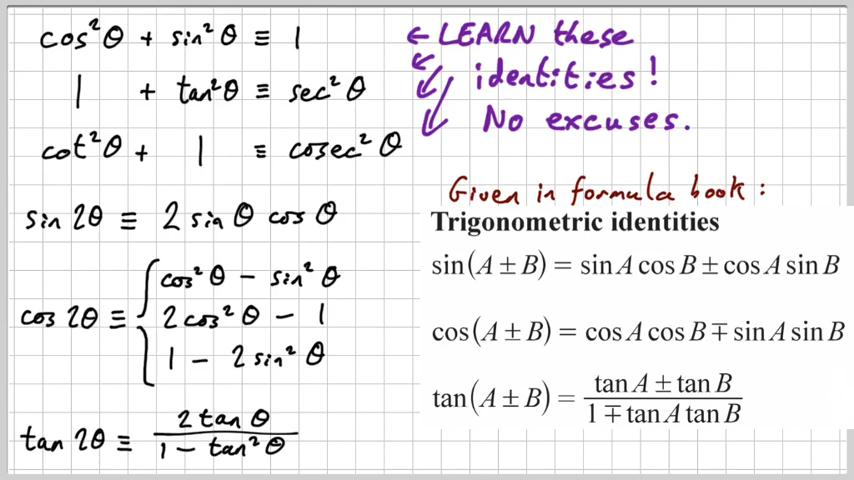 cos²θ + sin²θ ≡ 1
1 + tan²θ ≡ sec²θ
cot²θ + 1 ≡ cosec²θ
← LEARN these
identities!
No excuses.
sin 2θ ≡ 2 sin θ cos θ
cos 2θ ≡ { cos²θ − sin²θ
2cos²θ − 1
1 − 2 sin²θ
tan 2θ ≡ (2 tan θ)/(1 − tan²θ)
Given in formula book:
Trigonometric identities
sin(A ± B) = sin A cos B ± cos A sin B
cos(A ± B) = cos A cos B ∓ sin A sin B
tan(A ± B) = (tan A ± tan B)/(1 ∓ tan A tan B)